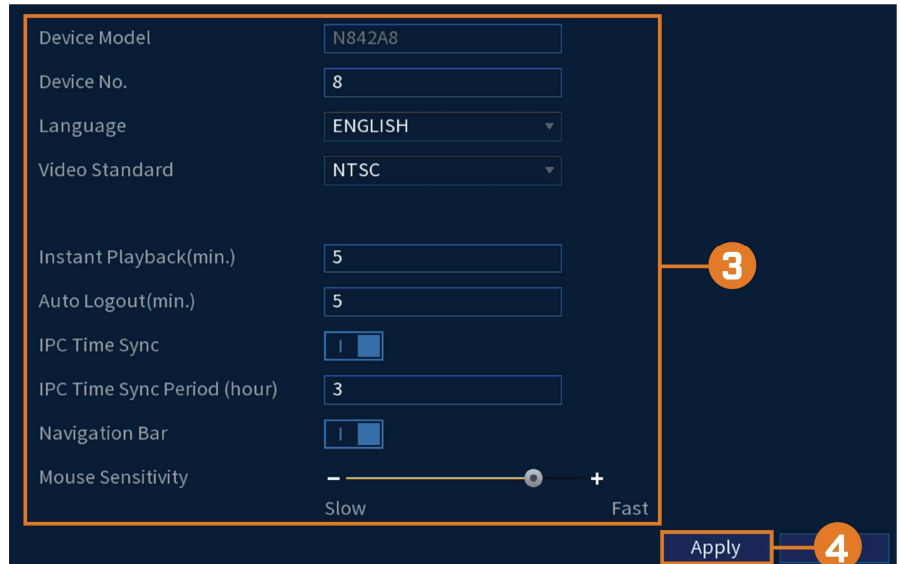 Device Model N842A8
Device No. 8
Language ENGLISH
Video Standard NTSC
Instant Playback(min.) 5
3
Auto Logout(min.) 5
IPC Time Sync
IPC Time Sync Period (hour) 3
Navigation Bar
Mouse Sensitivity - +
Slow Fast
Apply 4